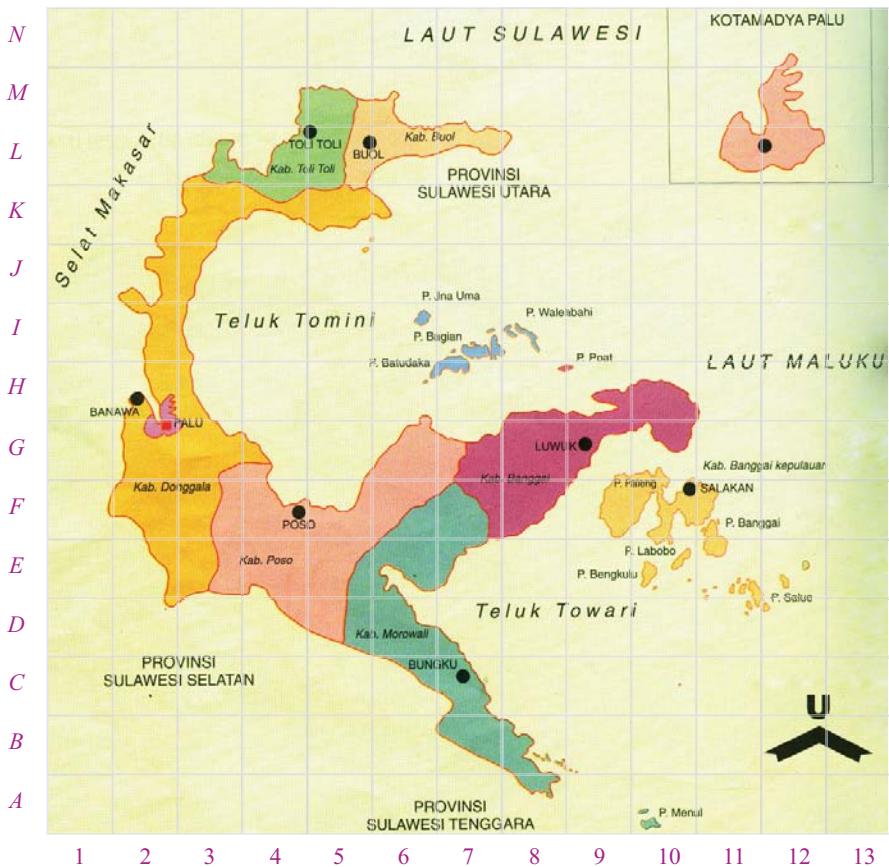 N
M
L
K
J
I
H
G
F
E
D
C
B
A
LAUT SULAWESI
KOTAMADYA PALU
TOLI TOLI
Kab. Toli Toli
BUOL
Kab. Buol
PROVINSI
SULAWESI UTARA
Selat Makasar
P. Una Uma
Teluk Tomini
P. Walembahi
P. Bugian
P. Batudaka
P. Poat
LAUT MALUKU
BANAWA
PALU
LUWUK
Kab. Banggai
Kab. Banggai kepulauan
Kab. Donggala
P. Paleng
SALAKAN
POSO
P. Banggai
Kab. Poso
P. Labobo
P. Bengkulu
P. Salue
Teluk Towari
Kab. Morowali
PROVINSI
SULAWESI SELATAN
BUNGKU
U
PROVINSI
SULAWESI TENGGARA
P. Menui
1 2 3 4 5 6 7 8 9 10 11 12 13